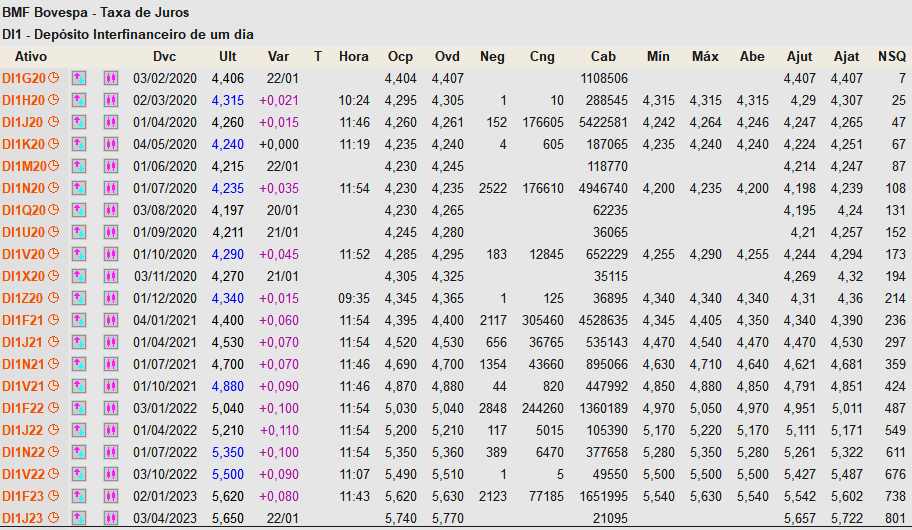 BMF Bovespa - Taxa de Juros
DI1 - Depósito Interfinanceiro de um dia
Ativo Dvc Ult Var T Hora Ocp Ovd Neg Cng Cab Mín Máx Abe Ajut Ajat NSQ
DI1G20 03/02/2020 4,406 22/01 4,404 4,407 1108506 4,407 4,407 7
DI1H20 02/03/2020 4,315 +0,021 10:24 4,295 4,305 1 10 288545 4,315 4,315 4,315 4,29 4,307 25
DI1J20 01/04/2020 4,260 +0,015 11:46 4,260 4,261 152 176605 5422581 4,242 4,264 4,246 4,247 4,265 47
DI1K20 04/05/2020 4,240 +0,000 11:19 4,235 4,240 4 605 187065 4,235 4,240 4,240 4,224 4,251 67
DI1M20 01/06/2020 4,215 22/01 4,230 4,245 118770 4,214 4,247 87
DI1N20 01/07/2020 4,235 +0,035 11:54 4,230 4,235 2522 176610 4946740 4,200 4,235 4,200 4,198 4,239 108
DI1Q20 03/08/2020 4,197 20/01 4,230 4,265 62235 4,195 4,24 131
DI1U20 01/09/2020 4,211 21/01 4,245 4,280 36065 4,21 4,257 152
DI1V20 01/10/2020 4,290 +0,045 11:52 4,285 4,295 183 12845 652229 4,255 4,290 4,255 4,244 4,294 173
DI1X20 03/11/2020 4,270 21/01 4,305 4,325 35115 4,269 4,32 194
DI1Z20 01/12/2020 4,340 +0,015 09:35 4,345 4,365 1 125 36895 4,340 4,340 4,340 4,31 4,36 214
DI1F21 04/01/2021 4,400 +0,060 11:54 4,395 4,400 2117 305460 4528635 4,345 4,405 4,350 4,340 4,390 236
DI1J21 01/04/2021 4,530 +0,070 11:54 4,520 4,530 656 36765 535143 4,470 4,540 4,470 4,470 4,530 297
DI1N21 01/07/2021 4,700 +0,070 11:46 4,690 4,700 1354 43660 895066 4,630 4,710 4,640 4,621 4,681 359
DI1V21 01/10/2021 4,880 +0,090 11:46 4,870 4,880 44 820 447992 4,850 4,880 4,850 4,791 4,851 424
DI1F22 03/01/2022 5,040 +0,100 11:54 5,030 5,040 2848 244260 1360189 4,970 5,050 4,970 4,951 5,011 487
DI1J22 01/04/2022 5,210 +0,110 11:54 5,200 5,210 117 5015 105390 5,170 5,220 5,170 5,111 5,171 549
DI1N22 01/07/2022 5,350 +0,100 11:54 5,350 5,360 389 6470 377658 5,280 5,350 5,280 5,261 5,322 611
DI1V22 03/10/2022 5,500 +0,090 11:07 5,490 5,510 1 5 49550 5,500 5,500 5,500 5,427 5,487 676
DI1F23 02/01/2023 5,620 +0,080 11:43 5,620 5,630 2123 77185 1651995 5,540 5,630 5,540 5,542 5,602 738
DI1J23 03/04/2023 5,650 22/01 5,740 5,770 21095 5,657 5,722 801